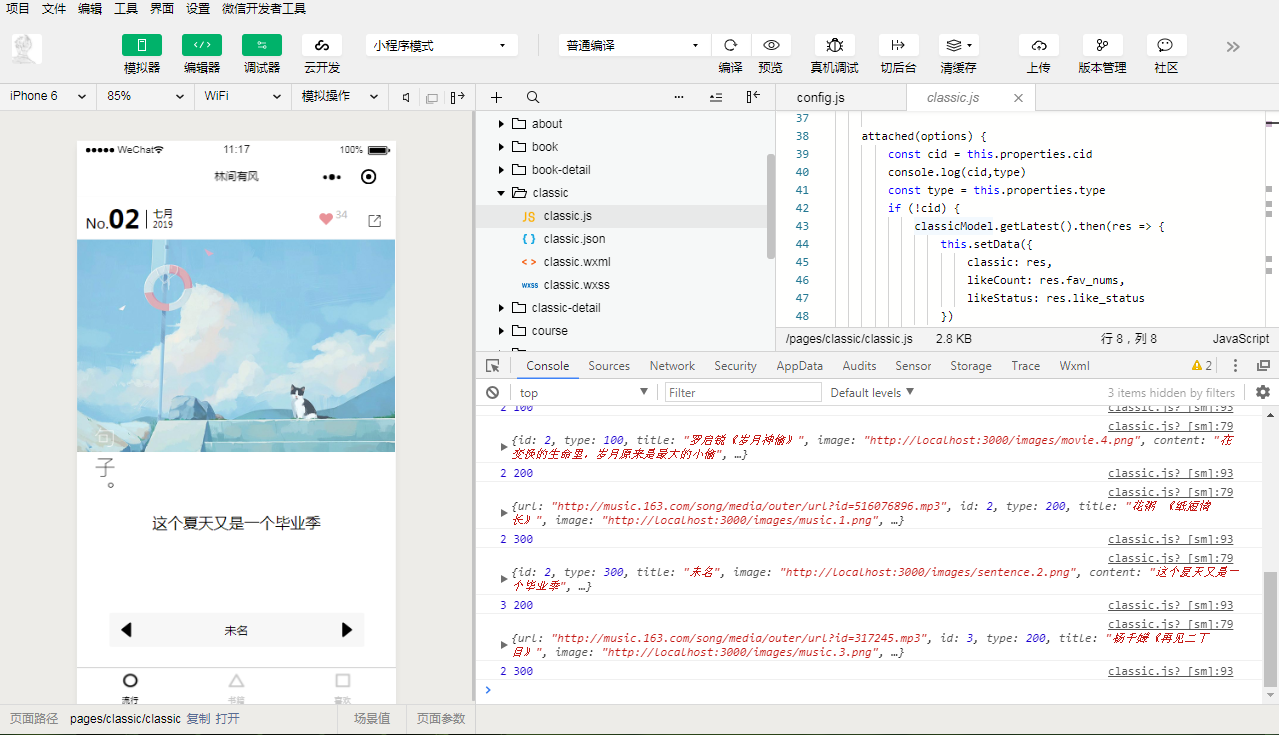 项目 文件 编辑 工具 界面 设置 微信开发者工具
小程序模式 普通编译
模拟器 编辑器 调试器 云开发 编译 预览 真机调试 切后台 清缓存 上传 版本管理 社区
iPhone 6 85% WiFi 模拟操作
config.js classic.js
WeChat 11:17 100%
林间有风
No.02 七月
2019
34
子
。
这个夏天又是一个毕业季
未名
流行
about
book
book-detail
classic
JS classic.js
{ } classic.json
< > classic.wxml
wxss classic.wxss
classic-detail
course
37
38 attached(options) {
39 const cid = this.properties.cid
40 console.log(cid,type)
41 const type = this.properties.type
42 if (!cid) {
43 classicModel.getLatest().then(res => {
44 this.setData({
45 classic: res,
46 likeCount: res.fav_nums,
47 likeStatus: res.like_status
48 })
/pages/classic/classic.js 2.8 KB 行 8，列 8 JavaScript
Console Sources Network Security AppData Audits Sensor Storage Trace Wxml 2
top Filter Default levels 3 items hidden by filters
2 100 classic.js? [sm]:93
classic.js? [sm]:79
{id: 2, type: 100, title: "罗启锐《岁月神偷》", image: "http://localhost:3000/images/movie.4.png", content: "在
变换的生命里，岁月原来是最大的小偷", …}
2 200 classic.js? [sm]:93
classic.js? [sm]:79
{url: "http://music.163.com/song/media/outer/url?id=516076896.mp3", id: 2, type: 200, title: "花粥 《纸短情
长》", image: "http://localhost:3000/images/music.1.png", …}
2 300 classic.js? [sm]:93
classic.js? [sm]:79
{id: 2, type: 300, title: "未名", image: "http://localhost:3000/images/sentence.2.png", content: "这个夏天又是一
个毕业季", …}
3 200 classic.js? [sm]:93
classic.js? [sm]:79
{url: "http://music.163.com/song/media/outer/url?id=317245.mp3", id: 3, type: 200, title: "杨千嬅《再见二丁
目》", image: "http://localhost:3000/images/music.3.png", …}
2 300 classic.js? [sm]:93
页面路径 pages/classic/classic 复制 打开 场景值 页面参数